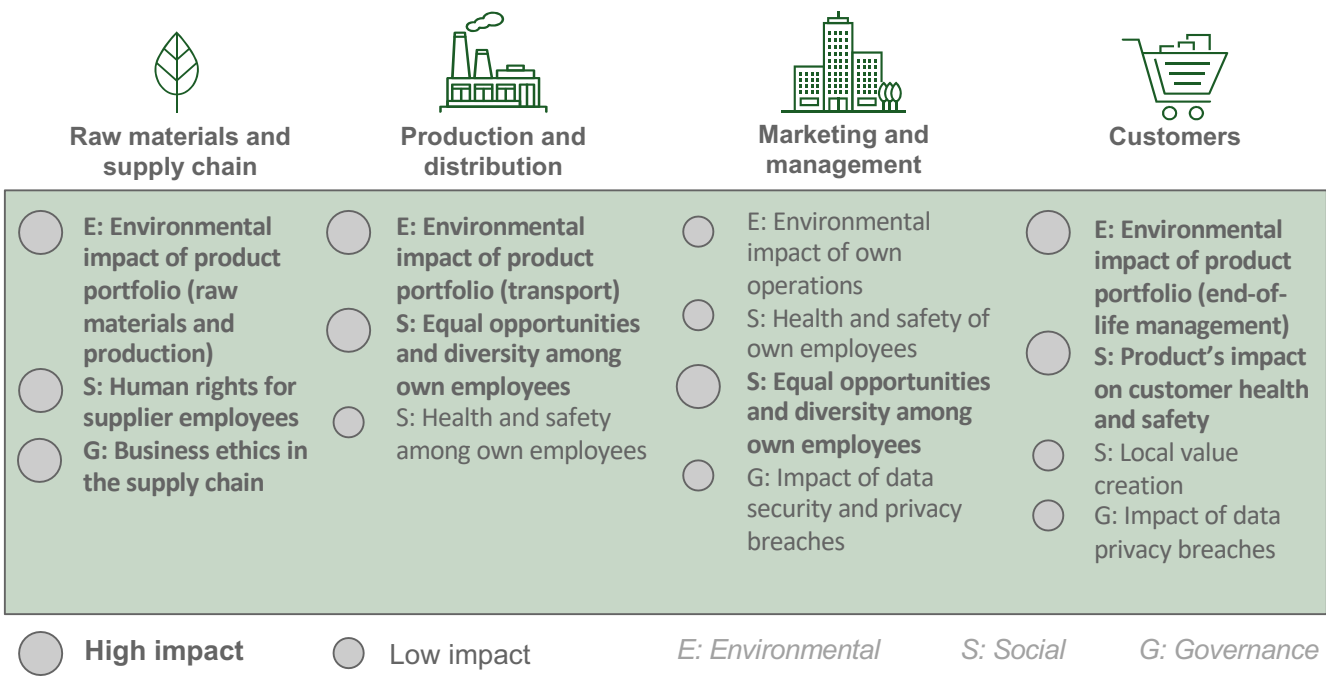 Raw materials and
supply chain
Production and
distribution
Marketing and
management
Customers
E: Environmental
impact of product
portfolio (raw
materials and
production)
S: Human rights for
supplier employees
G: Business ethics in
the supply chain
E: Environmental
impact of product
portfolio (transport)
S: Equal opportunities
and diversity among
own employees
S: Health and safety
among own employees
E: Environmental
impact of own
operations
S: Health and safety of
own employees
S: Equal opportunities
and diversity among
own employees
G: Impact of data
security and privacy
breaches
E: Environmental
impact of product
portfolio (end-of-
life management)
S: Product’s impact
on customer health
and safety
S: Local value
creation
G: Impact of data
privacy breaches
High impact
Low impact
E: Environmental
S: Social
G: Governance